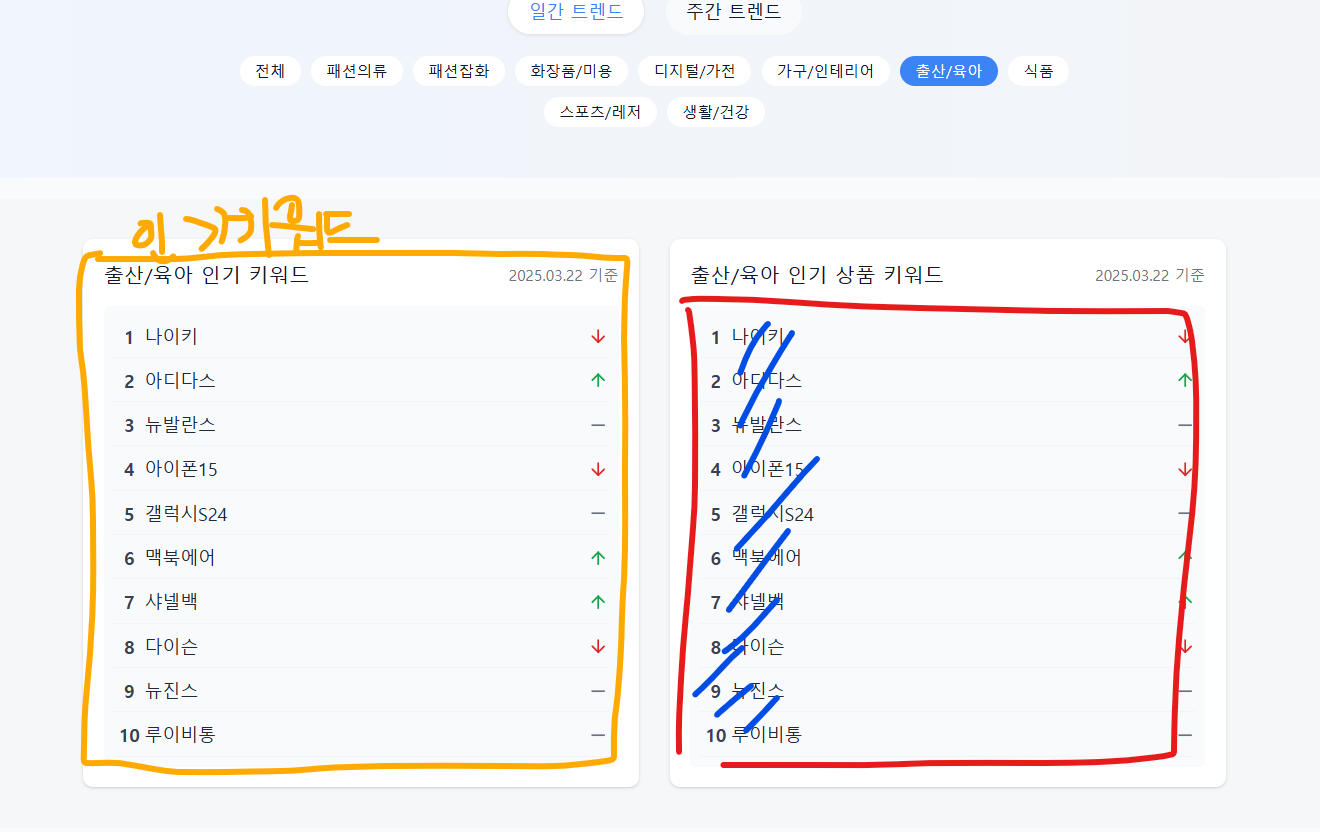 일간 트렌드 주간 트렌드
전체 패션의류 패션잡화 화장품/미용 디지털/가전 가구/인테리어 출산/육아 식품
스포츠/레저 생활/건강
인기키워드
출산/육아 인기 키워드 2025.03.22 기준
1 나이키 ↓
2 아디다스 ↑
3 뉴발란스 —
4 아이폰15 ↓
5 갤럭시S24 —
6 맥북에어 ↑
7 샤넬백 ↑
8 다이슨 ↓
9 뉴진스 —
10 루이비통 —
출산/육아 인기 상품 키워드 2025.03.22 기준
1 나이키 ↓
2 아디다스 ↑
3 뉴발란스 —
4 아이폰15 ↓
5 갤럭시S24 —
6 맥북에어 ↑
7 샤넬백 ↑
8 다이슨 ↓
9 뉴진스 —
10 루이비통 —